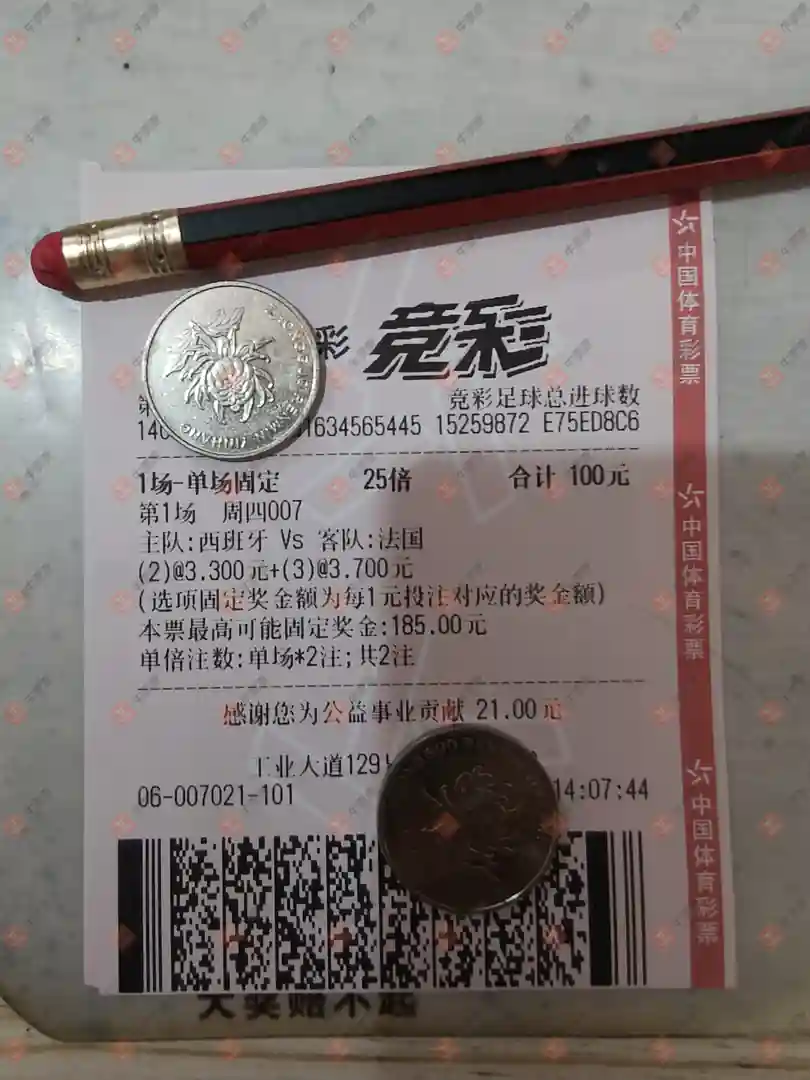 彩 竞彩
第 竞彩足球总进球数
140 1634565445 15259872 E75ED8C6
1场-单场固定 25倍 合计 100元
第1场 周四007
主队:西班牙 Vs 客队:法国
(2)@3.300元+(3)@3.700元
(选项固定奖金额为每1元投注对应的奖金额)
本票最高可能固定奖金:185.00元
单倍注数:单场*2注;共2注
感谢您为公益事业贡献 21.00元
工业大道129
06-007021-101 14:07:44
中国体育彩票
中国体育彩票
中国体育彩票
大奖赔不起